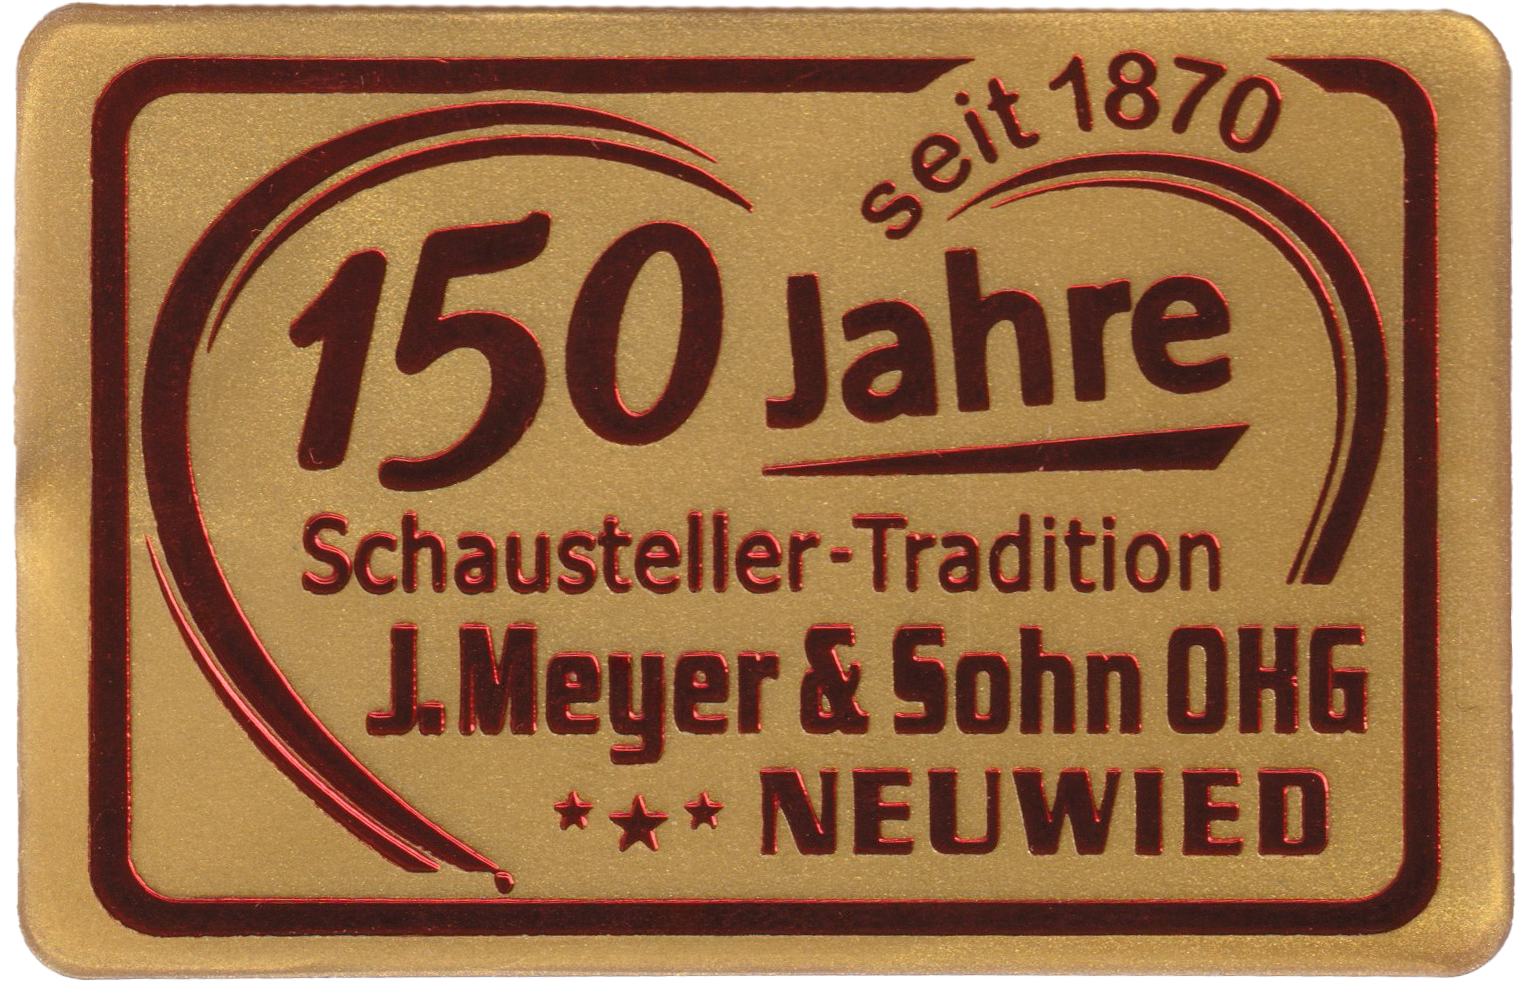 seit 1870
150 Jahre
Schausteller-Tradition
J. Meyer & Sohn OHG
NEUWIED